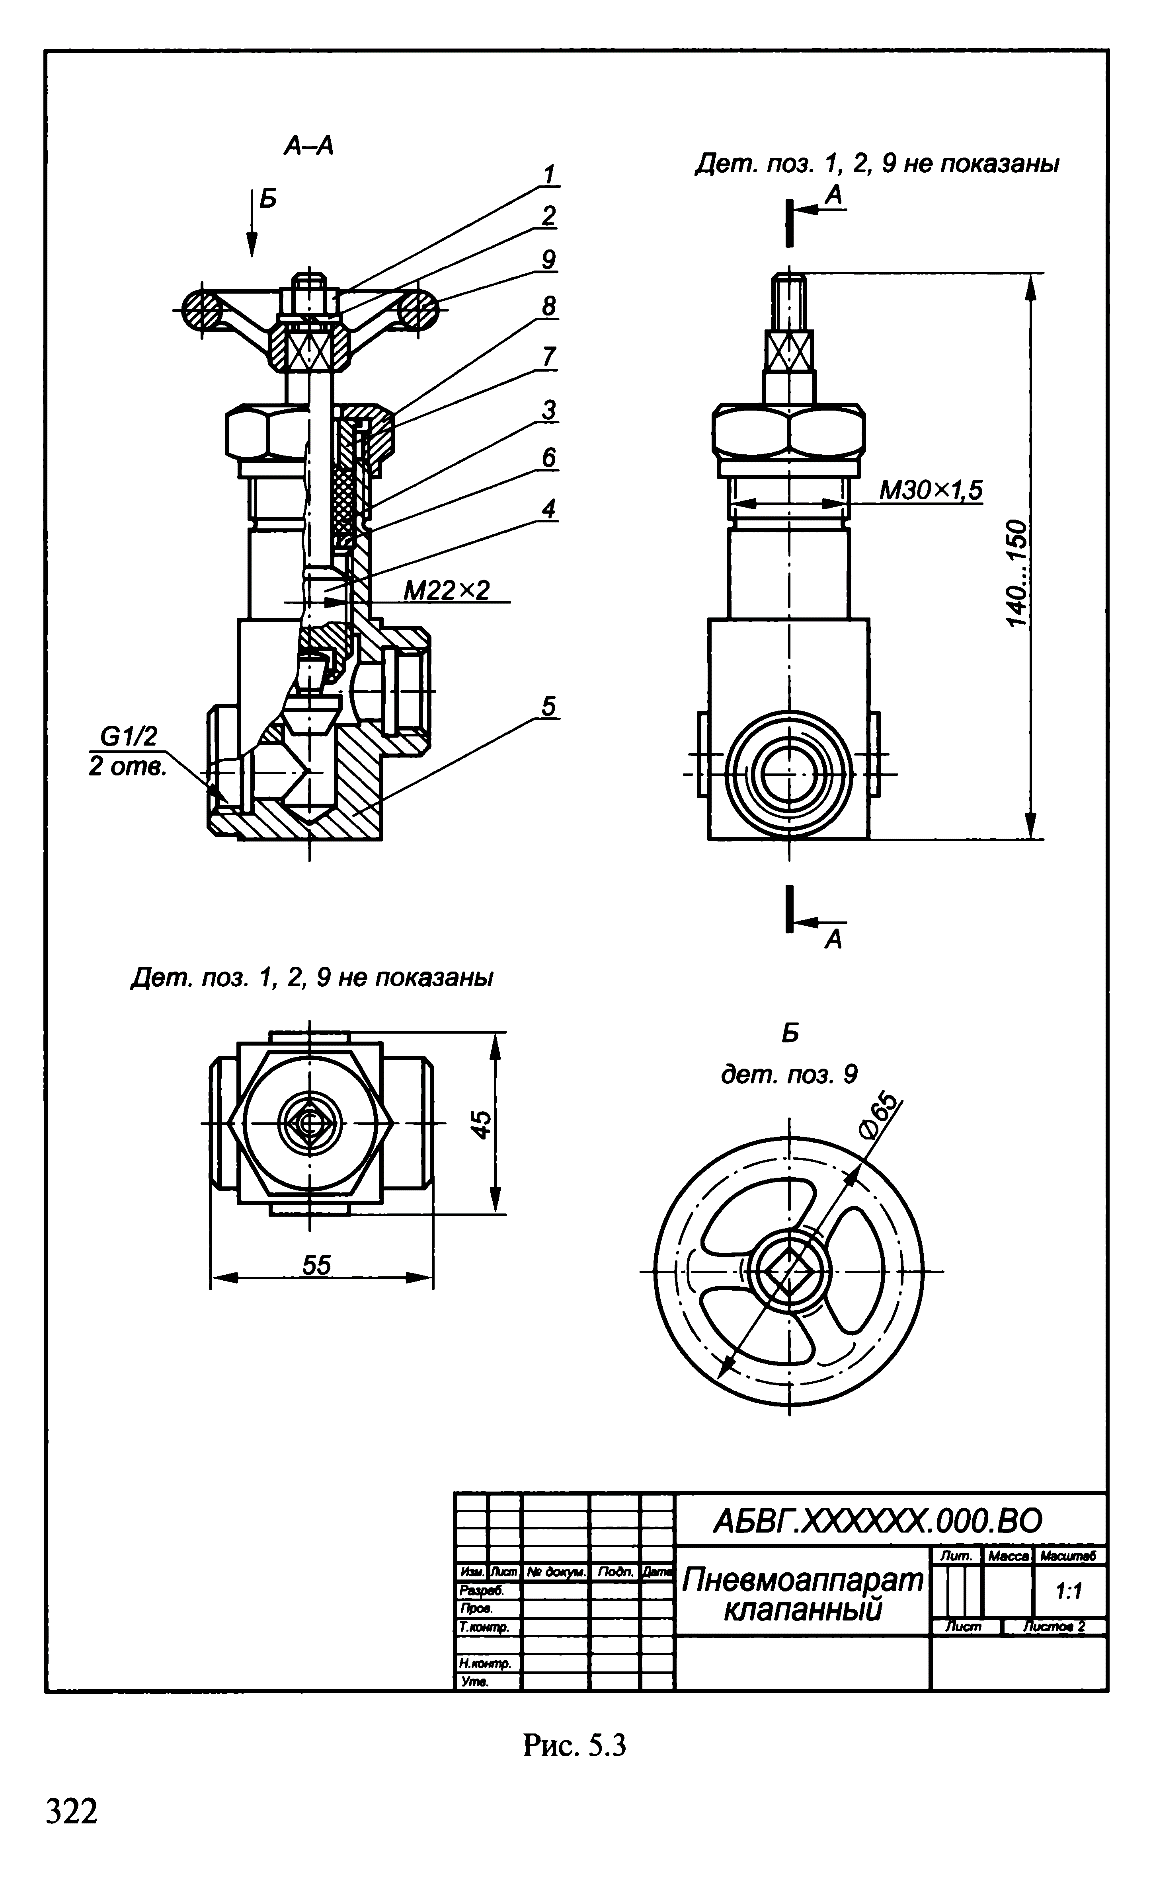 А–А
Б
1
2
9
8
7
3
6
4
М22×2
5
G1/2
2 отв.
Дет. поз. 1, 2, 9 не показаны
А
М30×1,5
140...150
А
Дет. поз. 1, 2, 9 не показаны
45
55
Б
дет. поз. 9
Ø65
АБВГ.XXXXXX.000.ВО
Изм. Лист № докум. Подп. Дата
Разраб.
Пров.
Т.контр.
Н.контр.
Утв.
Пневмоаппарат
клапанный
Лит. Масса Масштаб
1:1
Лист Листов 2
Рис. 5.3
322